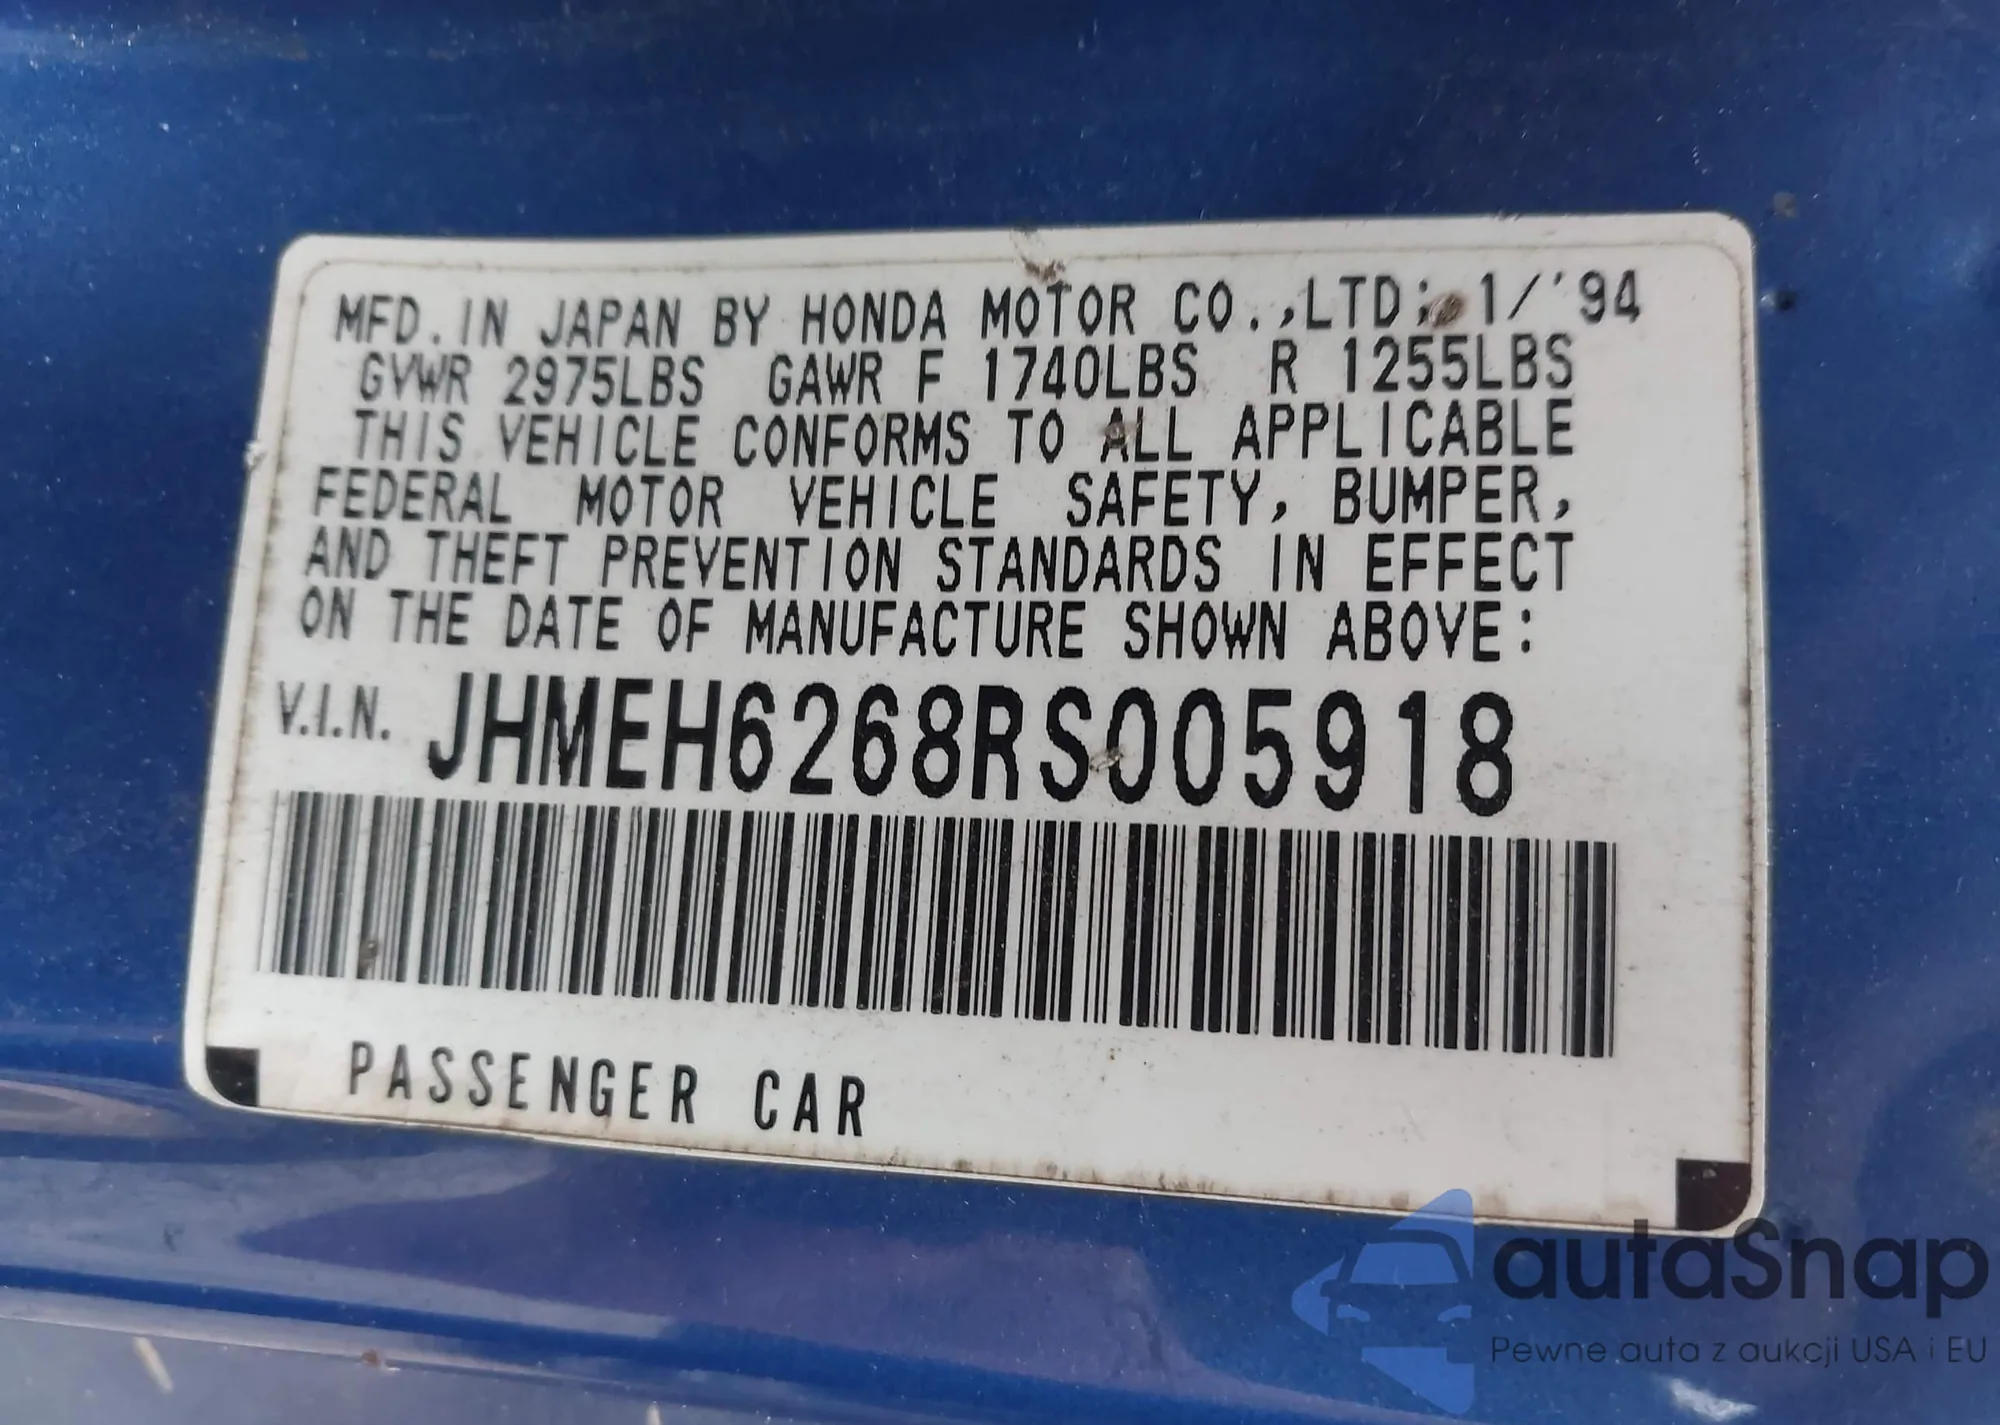 MFD. IN JAPAN BY HONDA MOTOR CO.,LTD; 1/'94
GVWR 2975LBS GAWR F 1740LBS R 1255LBS
THIS VEHICLE CONFORMS TO ALL APPLICABLE
FEDERAL MOTOR VEHICLE SAFETY, BUMPER,
AND THEFT PREVENTION STANDARDS IN EFFECT
ON THE DATE OF MANUFACTURE SHOWN ABOVE:
V.I.N. JHMEH6268RS005918
PASSENGER CAR
autaSnap
Pewne auta z aukcji USA i EU